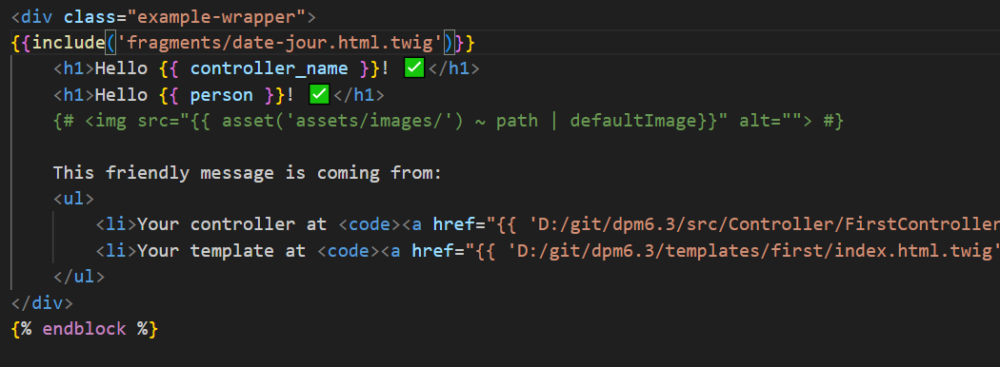 <div class="example-wrapper">
{{include('fragments/date-jour.html.twig')}}
<h1>Hello {{ controller_name }}! ✅</h1>
<h1>Hello {{ person }}! ✅</h1>
{# <img src="{{ asset('assets/images/') ~ path | defaultImage}}" alt=""> #}
This friendly message is coming from:
<ul>
<li>Your controller at <code><a href="{{ 'D:/git/dpm6.3/src/Controller/FirstController
<li>Your template at <code><a href="{{ 'D:/git/dpm6.3/templates/first/index.html.twig'
</ul>
</div>
{% endblock %}